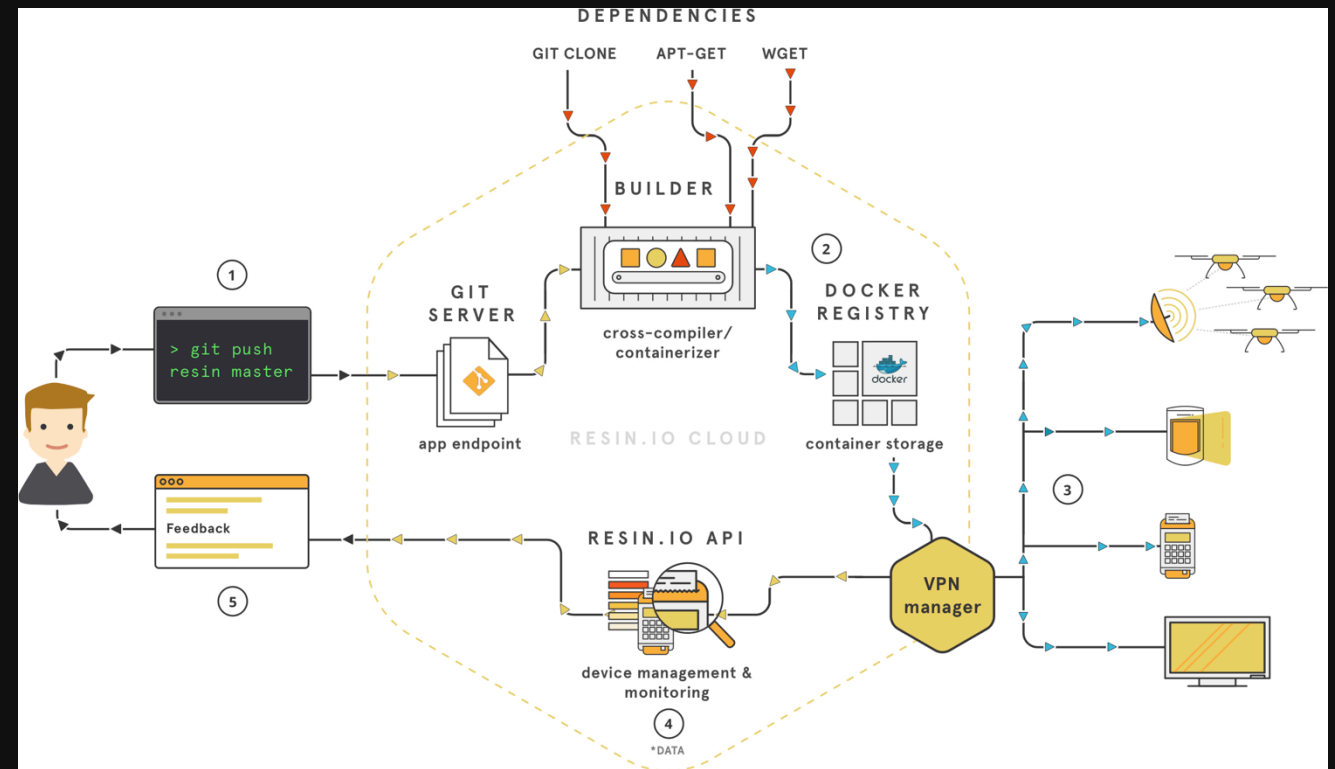 DEPENDENCIES
GIT CLONE
APT-GET
WGET
BUILDER
cross-compiler/
containerizer
1
> git push
resin master
GIT
SERVER
app endpoint
2
DOCKER
REGISTRY
docker
container storage
RESIN.IO CLOUD
3
VPN
manager
RESIN.IO API
device management &
monitoring
4
*DATA
Feedback
5